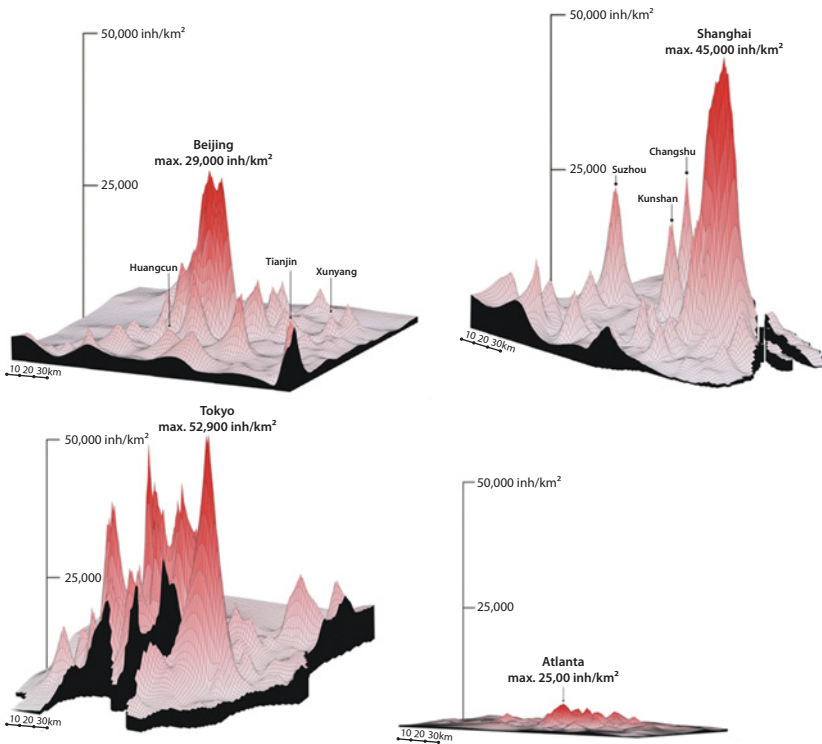 50,000 inh/km²
Beijing
max. 29,000 inh/km²
25,000
Huangcun
Tianjin
Xunyang
10 20 30km
50,000 inh/km²
Shanghai
max. 45,000 inh/km²
25,000
Suzhou
Changshu
Kunshan
10 20 30km
Tokyo
max. 52,900 inh/km²
50,000 inh/km²
25,000
10 20 30km
50,000 inh/km²
25,000
Atlanta
max. 25,00 inh/km²
10 20 30km